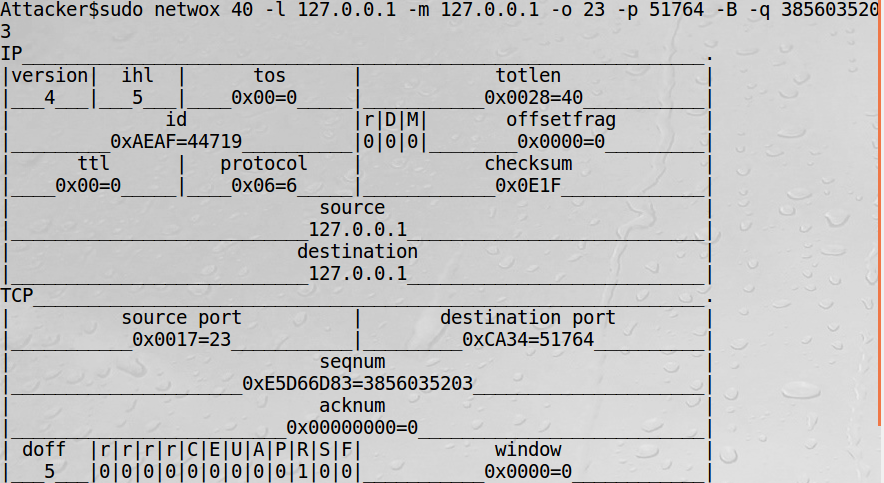 Attacker$sudo netwox 40 -l 127.0.0.1 -m 127.0.0.1 -o 23 -p 51764 -B -q 385603520
3
IP______________________________________________________________.
|version|  ihl  |      tos      |            totlen             |
|___4___|___5___|____0x00=0_____|___________0x0028=40___________|
|              id               |r|D|M|       offsetfrag        |
|_________0xAEAF=44719__________|0|0|0|________0x0000=0_________|
|      ttl      |   protocol    |           checksum            |
|____0x00=0_____|____0x06=6_____|____________0x0E1F_____________|
|                            source                             |
|___________________________127.0.0.1___________________________|
|                          destination                          |
|___________________________127.0.0.1___________________________|
TCP_____________________________________________________________.
|          source port          |       destination port        |
|___________0x0017=23___________|_________0xCA34=51764__________|
|                            seqnum                             |
|_____________________0xE5D66D83=3856035203_____________________|
|                            acknum                             |
|_________________________0x00000000=0__________________________|
| doff  |r|r|r|r|C|E|U|A|P|R|S|F|            window             |
|___5___|0|0|0|0|0|0|0|0|0|1|0|0|___________0x0000=0____________|